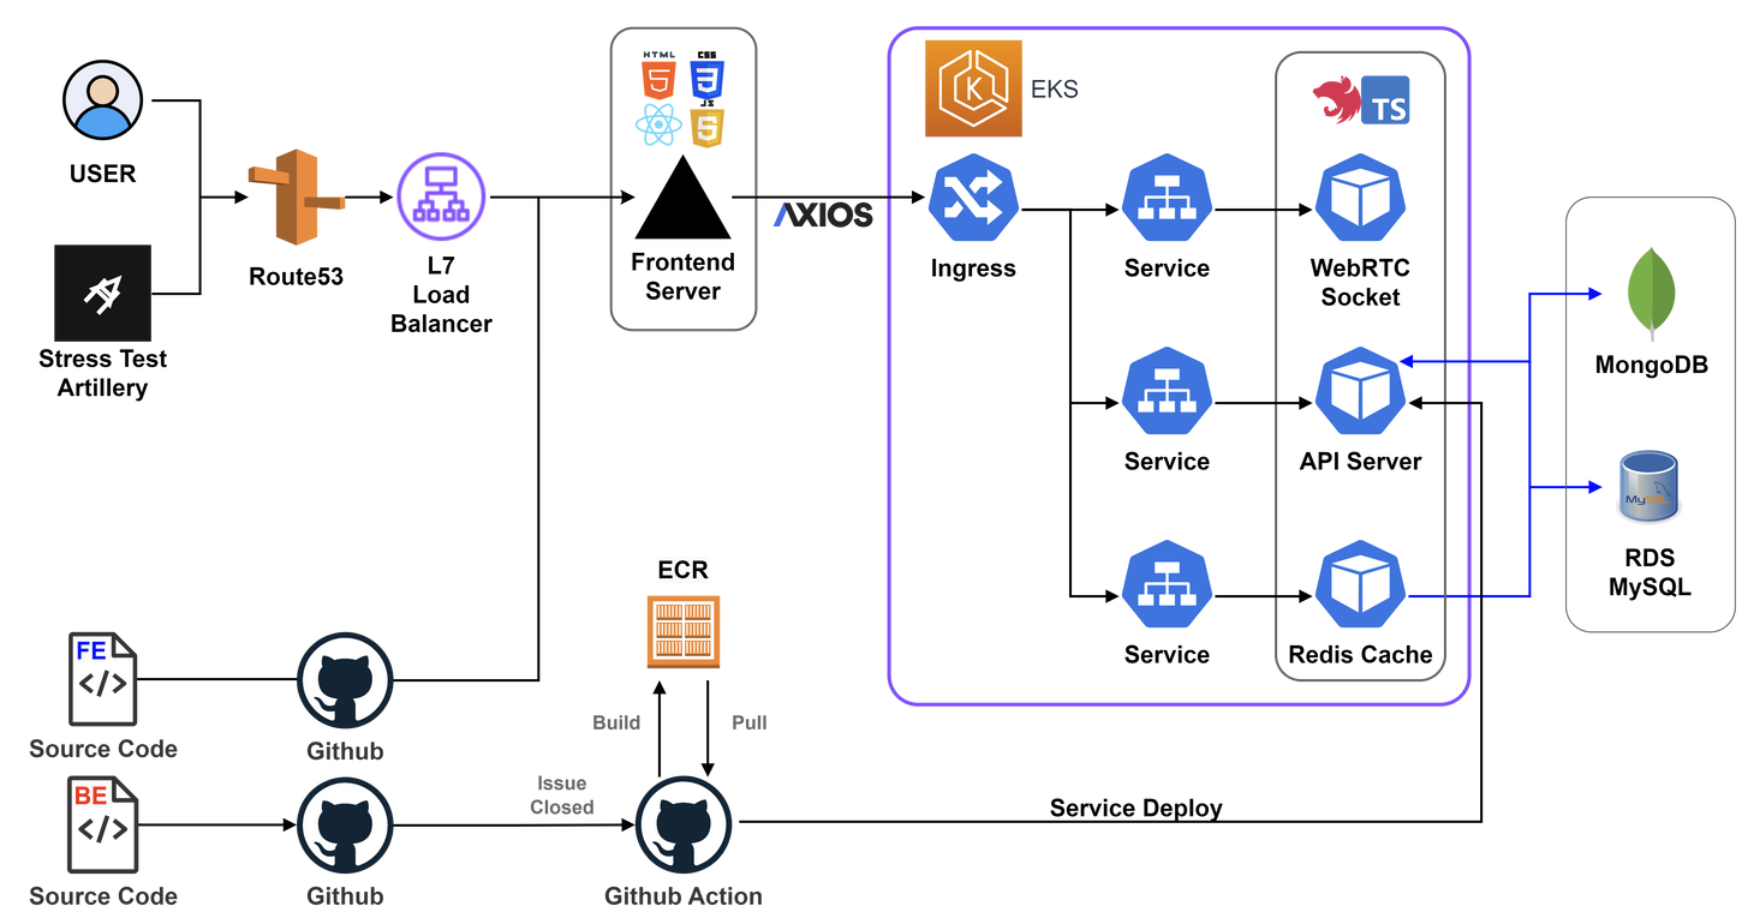 HTML
CSS
JS
TS
USER
Route53
L7
Load
Balancer
Stress Test
Artillery
Frontend
Server
AXIOS
EKS
K
Ingress
Service
WebRTC
Socket
Service
API Server
Service
Redis Cache
MongoDB
MySQL
RDS
MySQL
ECR
Build
Pull
FE
</>
Source Code
Github
BE
</>
Source Code
Github
Issue
Closed
Github Action
Service Deploy